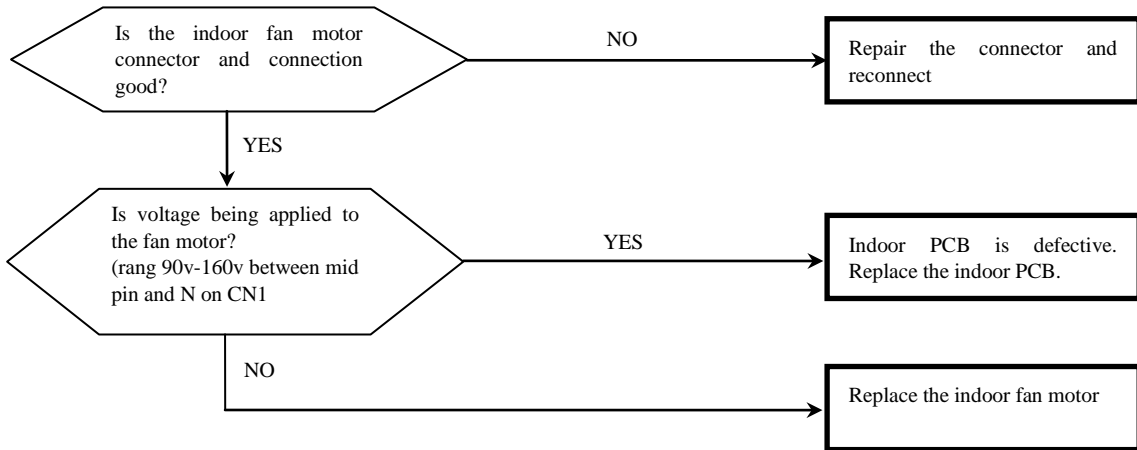 Is the indoor fan motor
connector and connection
good?
NO
Repair the connector and
reconnect
YES
Is voltage being applied to
the fan motor?
(rang 90v-160v between mid
pin and N on CN1
YES
Indoor PCB is defective.
Replace the indoor PCB.
NO
Replace the indoor fan motor